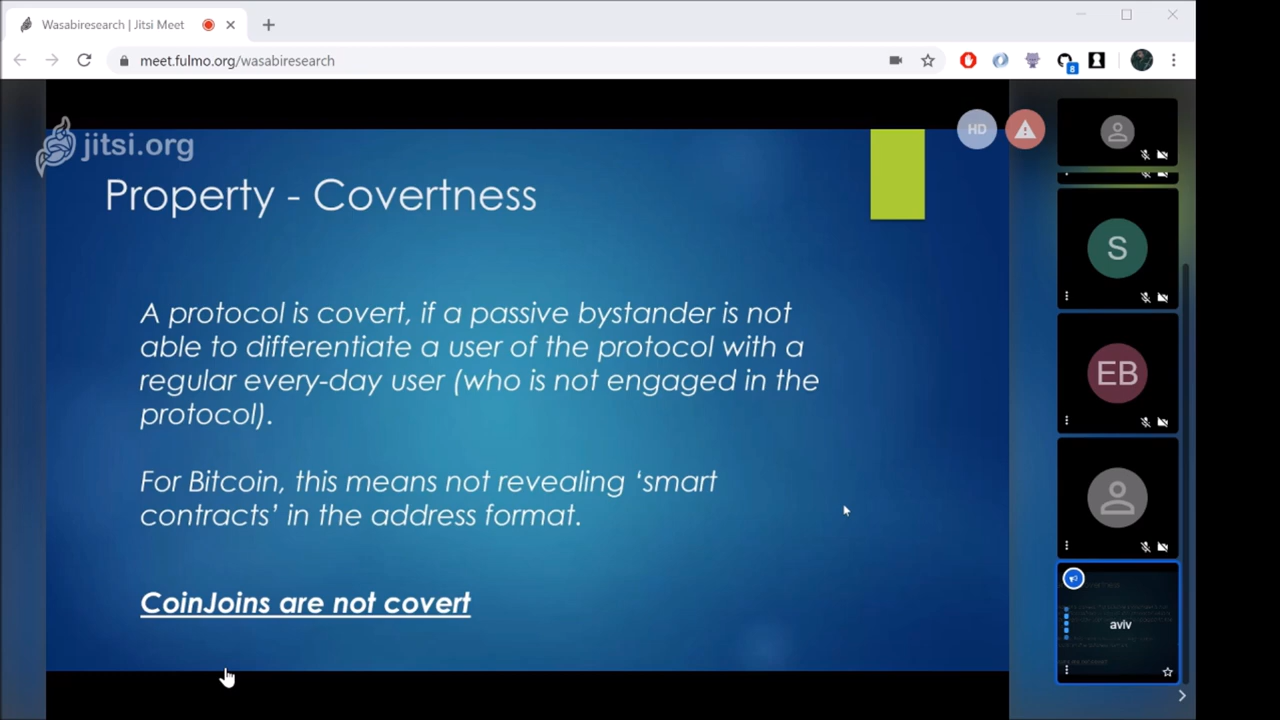 Wasabiresearch | Jitsi Meet
meet.fulmo.org/wasabiresearch
8
jitsi.org
HD
Property - Covertness
A protocol is covert, if a passive bystander is not
able to differentiate a user of the protocol with a
regular every-day user (who is not engaged in the
protocol).
For Bitcoin, this means not revealing ‘smart
contracts’ in the address format.
CoinJoins are not covert
S
EB
aviv